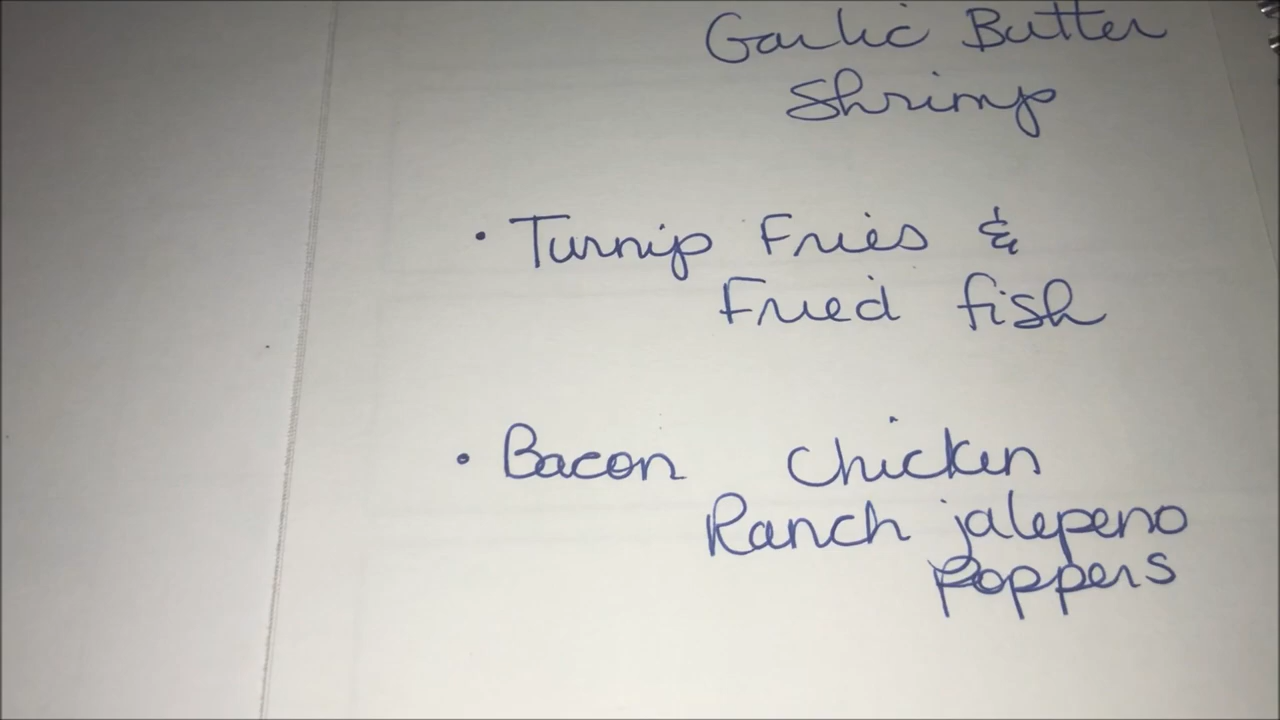 Garlic Butter
Shrimp
• Turnip Fries &
Fried fish
• Bacon Chicken
Ranch jalepeno
poppers